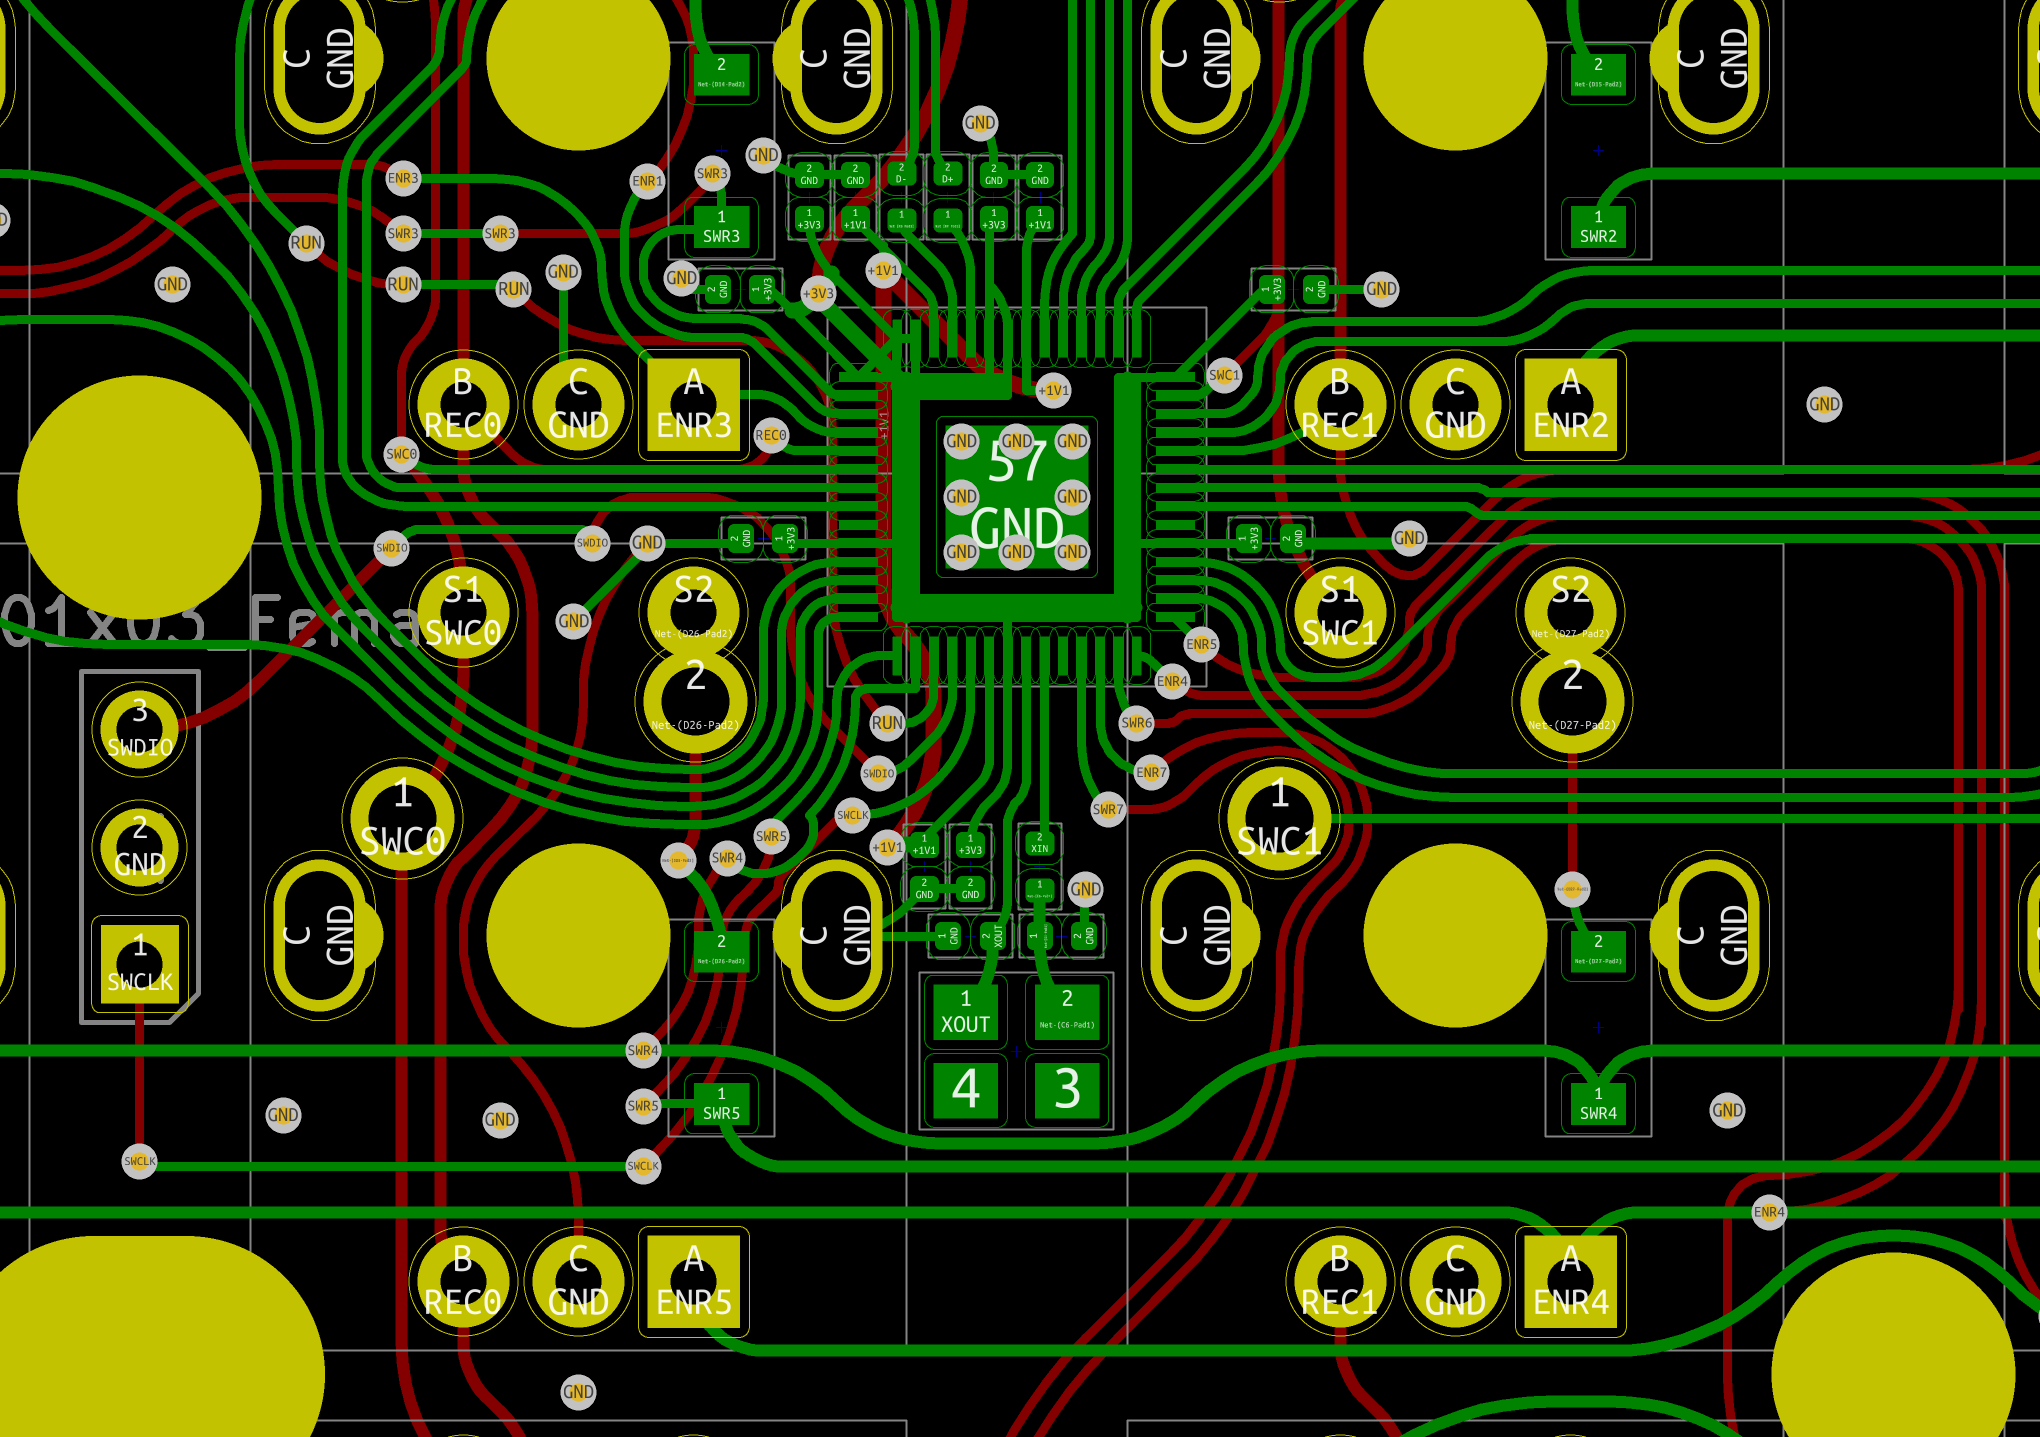 C
GND
2
Net-(D14-Pad2)
C
GND
C
GND
2
Net-(D15-Pad2)
C
GND
GND
GND
ENR3
ENR1
SWR3
2
GND
2
GND
2
D-
2
D+
2
GND
2
GND
SWR3
SWR3
RUN
1
SWR3
1
+3V3
1
+1V1
1
1
1
+3V3
1
+1V1
1
SWR2
GND
RUN
RUN
GND
GND
2
GND
1
+3V3
+3V3
+1V1
1
+3V3
2
GND
GND
B
REC0
C
GND
A
ENR3
REC0
+1V1
+1V1
SWC1
B
REC1
C
GND
A
ENR2
GND
SWC0
GND
GND
GND
57
GND
GND
GND
GND
GND
GND
SWDIO
SWDIO
GND
2
GND
1
+3V3
1
+3V3
2
GND
GND
01x03_Fema
S1
SWC0
S2
Net-(D26-Pad2)
2
Net-(D26-Pad2)
GND
S1
SWC1
S2
Net-(D27-Pad2)
2
Net-(D27-Pad2)
ENR5
ENR4
3
SWDIO
RUN
SWR6
SWDIO
ENR7
2
GND
1
SWC0
SWCLK
SWR7
1
SWC1
SWR5
SWR4
+1V1
1
+1V1
1
+3V3
2
XIN
2
GND
2
GND
1
GND
C
GND
C
GND
1
GND
2
XOUT
1
2
GND
C
GND
C
GND
1
SWCLK
2
Net-(D26-Pad2)
2
Net-(D27-Pad2)
1
XOUT
2
Net-(C6-Pad1)
SWR4
4
3
SWR5
1
SWR5
1
SWR4
GND
GND
GND
SWCLK
SWCLK
ENR4
B
REC0
C
GND
A
ENR5
B
REC1
C
GND
A
ENR4
GND